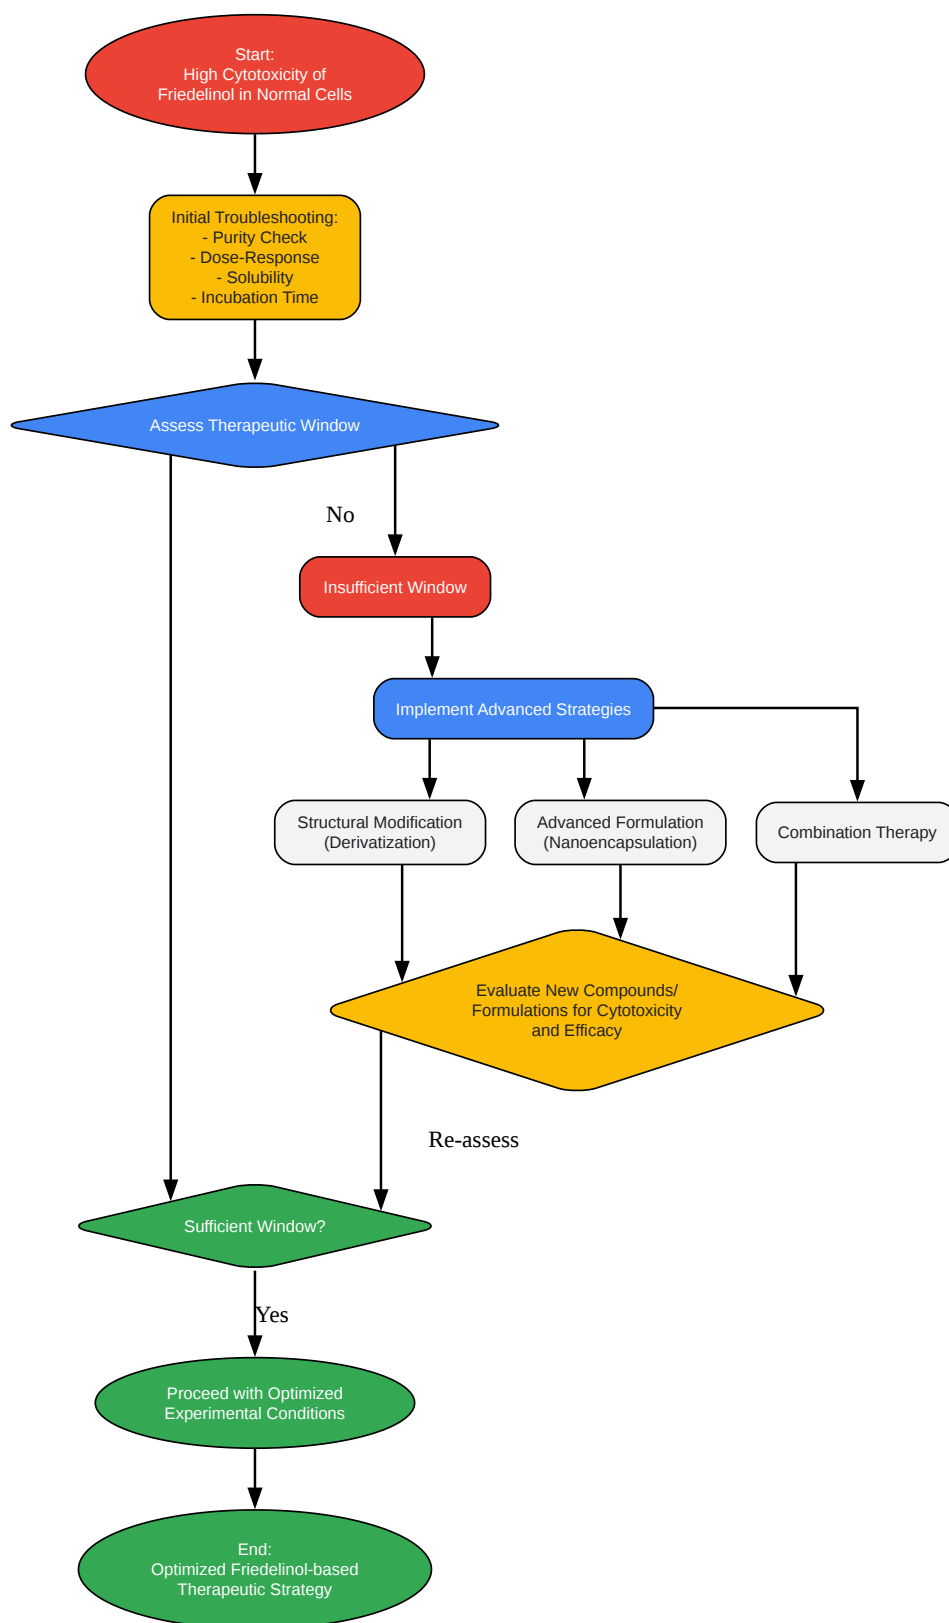 Start:
High Cytotoxicity of
Friedelinol in Normal Cells
Initial Troubleshooting:
- Purity Check
- Dose-Response
- Solubility
- Incubation Time
Assess Therapeutic Window
No
Insufficient Window
Implement Advanced Strategies
Structural Modification
(Derivatization)
Advanced Formulation
(Nanoencapsulation)
Combination Therapy
Evaluate New Compounds/
Formulations for Cytotoxicity
and Efficacy
Re-assess
Sufficient Window?
Yes
Proceed with Optimized
Experimental Conditions
End:
Optimized Friedelinol-based
Therapeutic Strategy